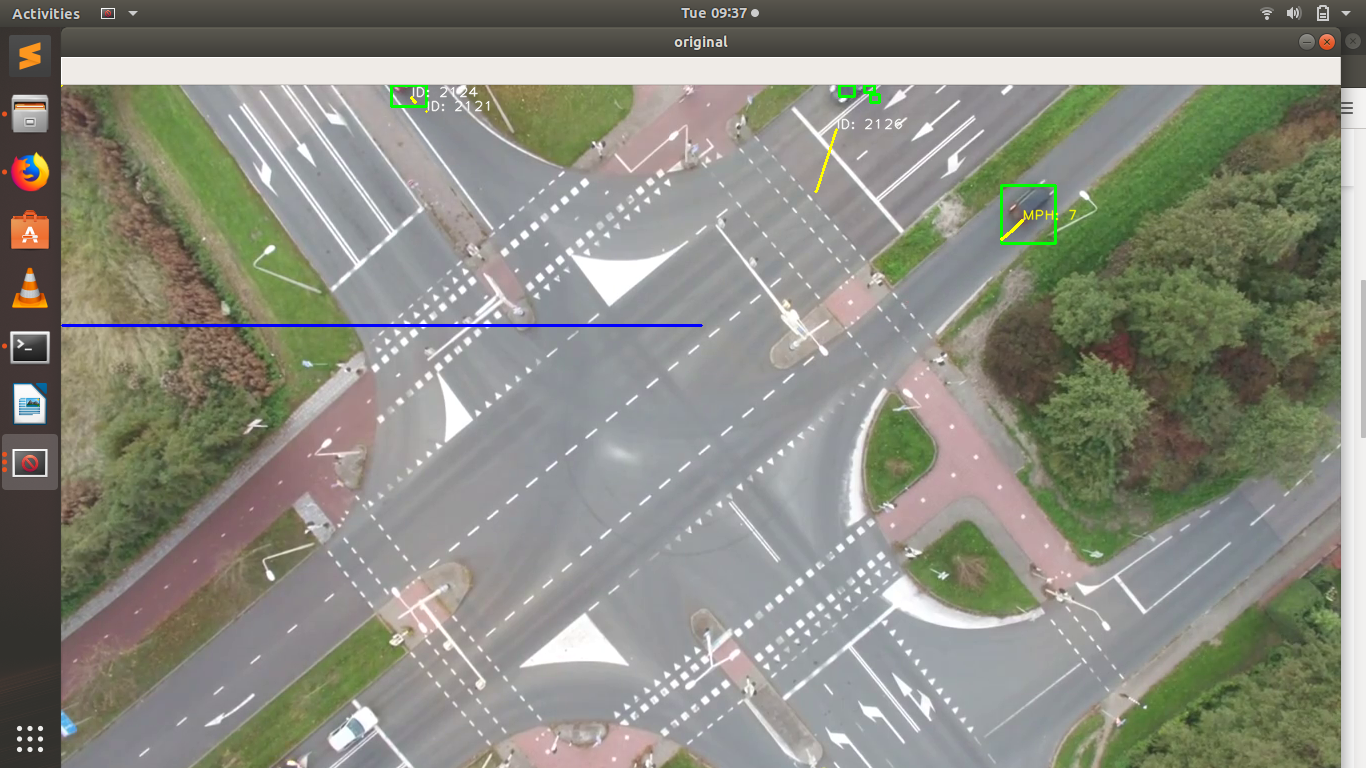 Activities
Tue 09:37
original
ID: 2124
ID: 2121
ID: 2126
MPH: 7